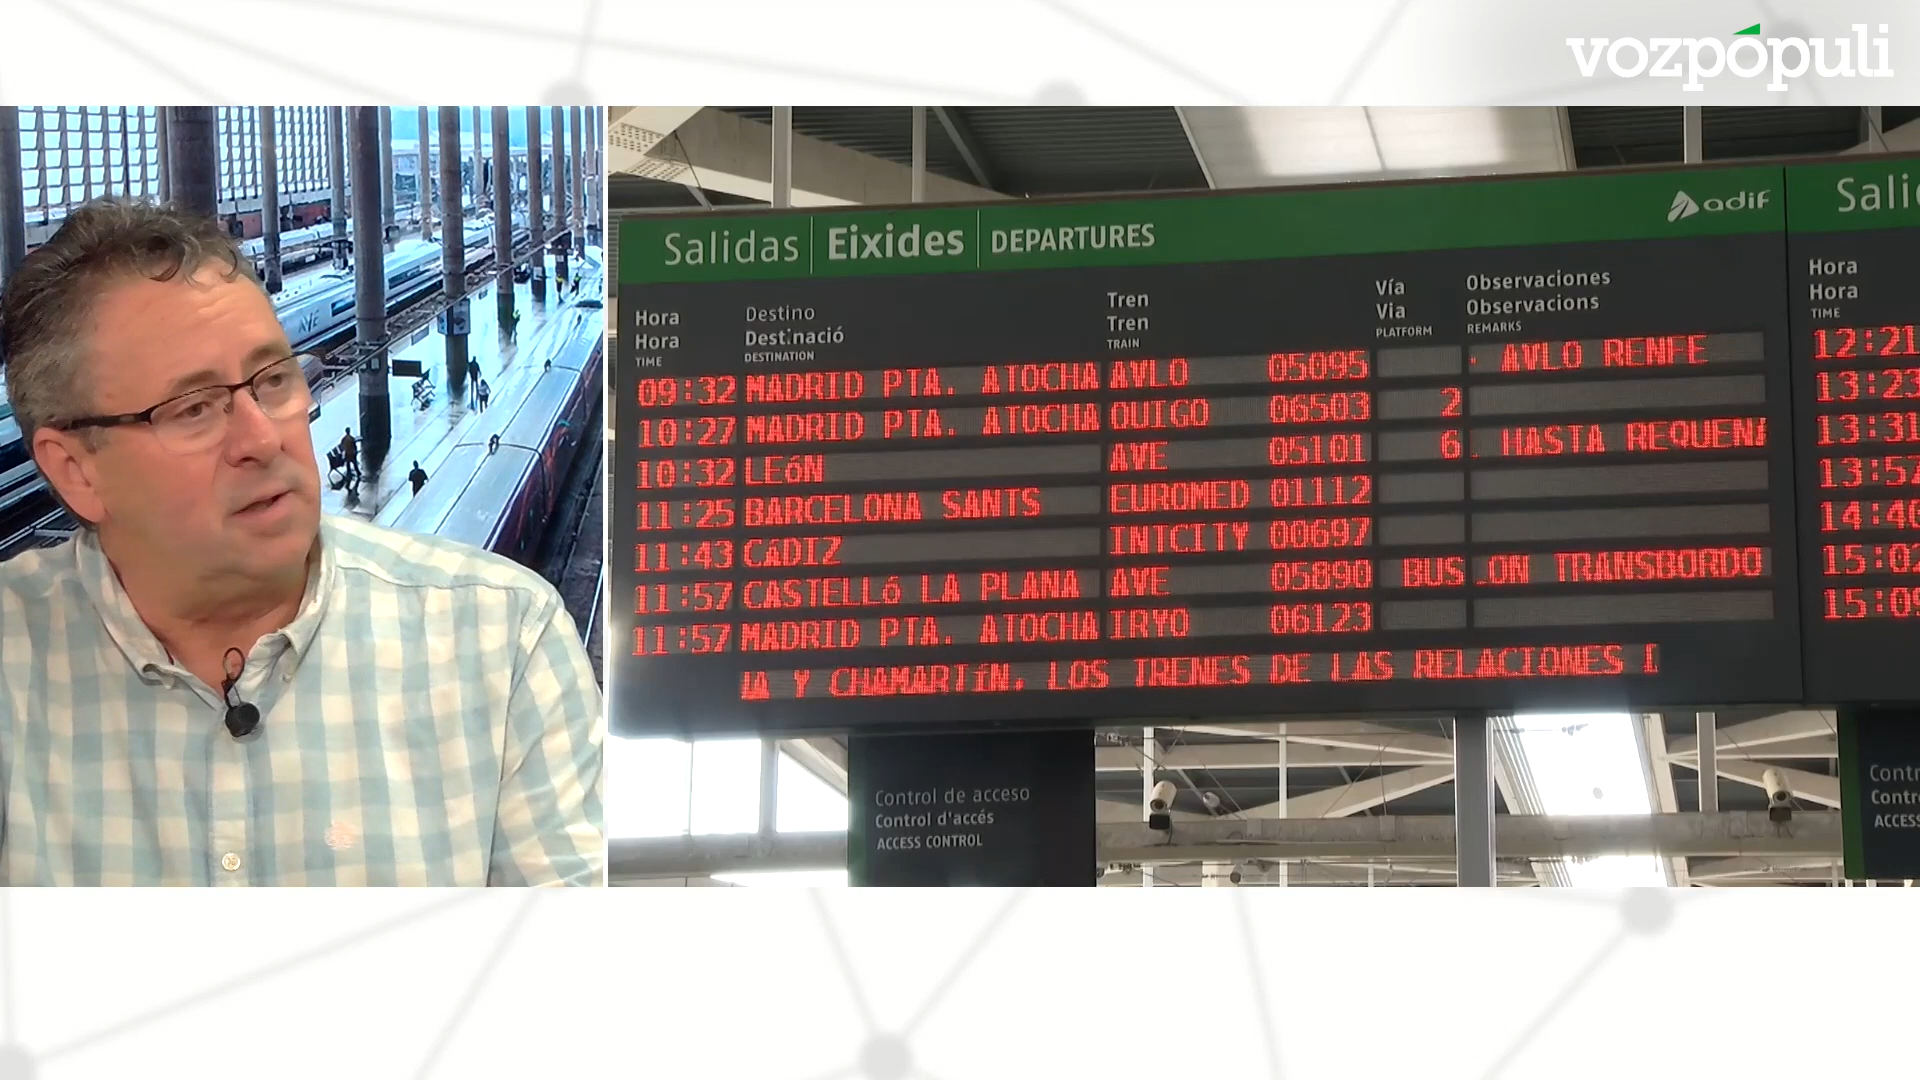 vozpópuli
AVE
Salidas Eixides DEPARTURES adif
Hora Destino Tren Vía Observaciones
Hora Destinació Tren Via Observacions
TIME DESTINATION TRAIN PLATFORM REMARKS
09:32 MADRID PTA. ATOCHA AVLO 05095 . AVLO RENFE
10:27 MADRID PTA. ATOCHA OUIGO 06503 2
10:32 LEóN AVE 05101 6 . HASTA REQUENA
11:25 BARCELONA SANTS EUROMED 01112
11:43 CáDIZ INTCITY 00697
11:57 CASTELLó LA PLANA AVE 05890 BUS .ON TRANSBORDO
11:57 MADRID PTA. ATOCHA IRYO 06123
Y CHAMARTíN, LOS TRENES DE LAS RELACIONES
Hora
Hora
TIME
12:21
13:23
13:31
13:52
14:40
15:02
15:09
Control de acceso
Control d'accés
ACCESS CONTROL